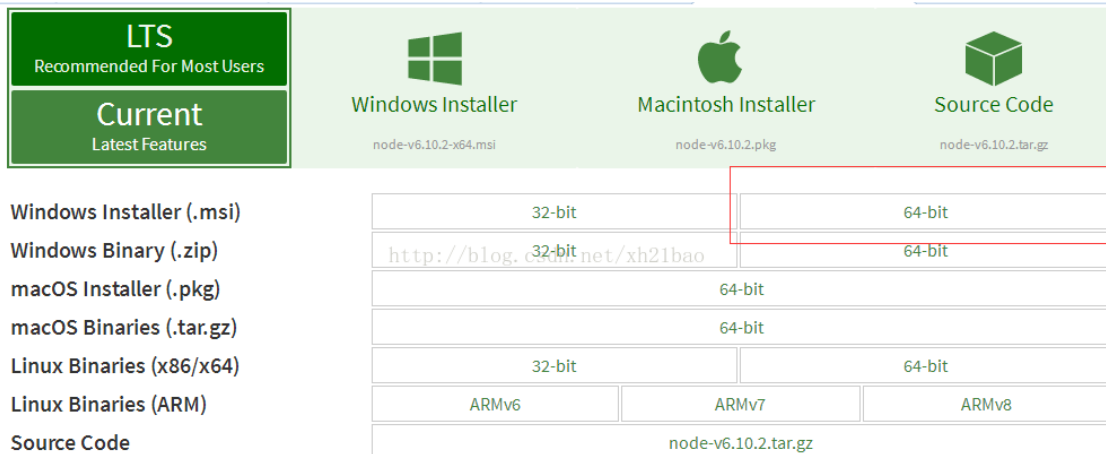 LTS
Recommended For Most Users
Current
Latest Features
Windows Installer
node-v6.10.2-x64.msi
Macintosh Installer
node-v6.10.2.pkg
Source Code
node-v6.10.2.tar.gz
Windows Installer (.msi) 32-bit 64-bit
Windows Binary (.zip) 32-bit 64-bit
http://blog.csdn.net/xh21bao
macOS Installer (.pkg) 64-bit
macOS Binaries (.tar.gz) 64-bit
Linux Binaries (x86/x64) 32-bit 64-bit
Linux Binaries (ARM) ARMv6 ARMv7 ARMv8
Source Code node-v6.10.2.tar.gz